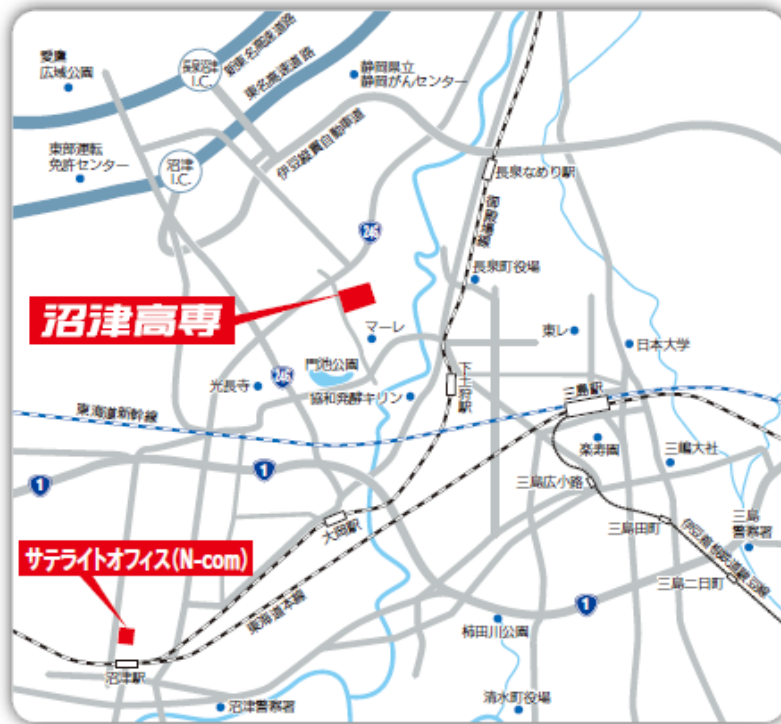 愛鷹
広域公園
長泉沼津
I.C.
新東名高速道路
東名高速道路
静岡県立
静岡がんセンター
東部運転
免許センター
沼津
I.C.
伊豆縦貫自動車道
長泉なめり駅
御殿場線
246
長泉町役場
沼津高専
マーレ
東レ
日本大学
門池公園
下土狩駅
光長寺
246
協和発酵キリン
三島駅
東海道新幹線
楽寿園
三嶋大社
1
1
三島広小路
大岡駅
三島田町
三島
警察署
サテライトオフィス(N-com)
伊豆箱根鉄道駿豆線
三島二日町
東海道本線
1
柿田川公園
沼津駅
清水町役場
沼津警察署